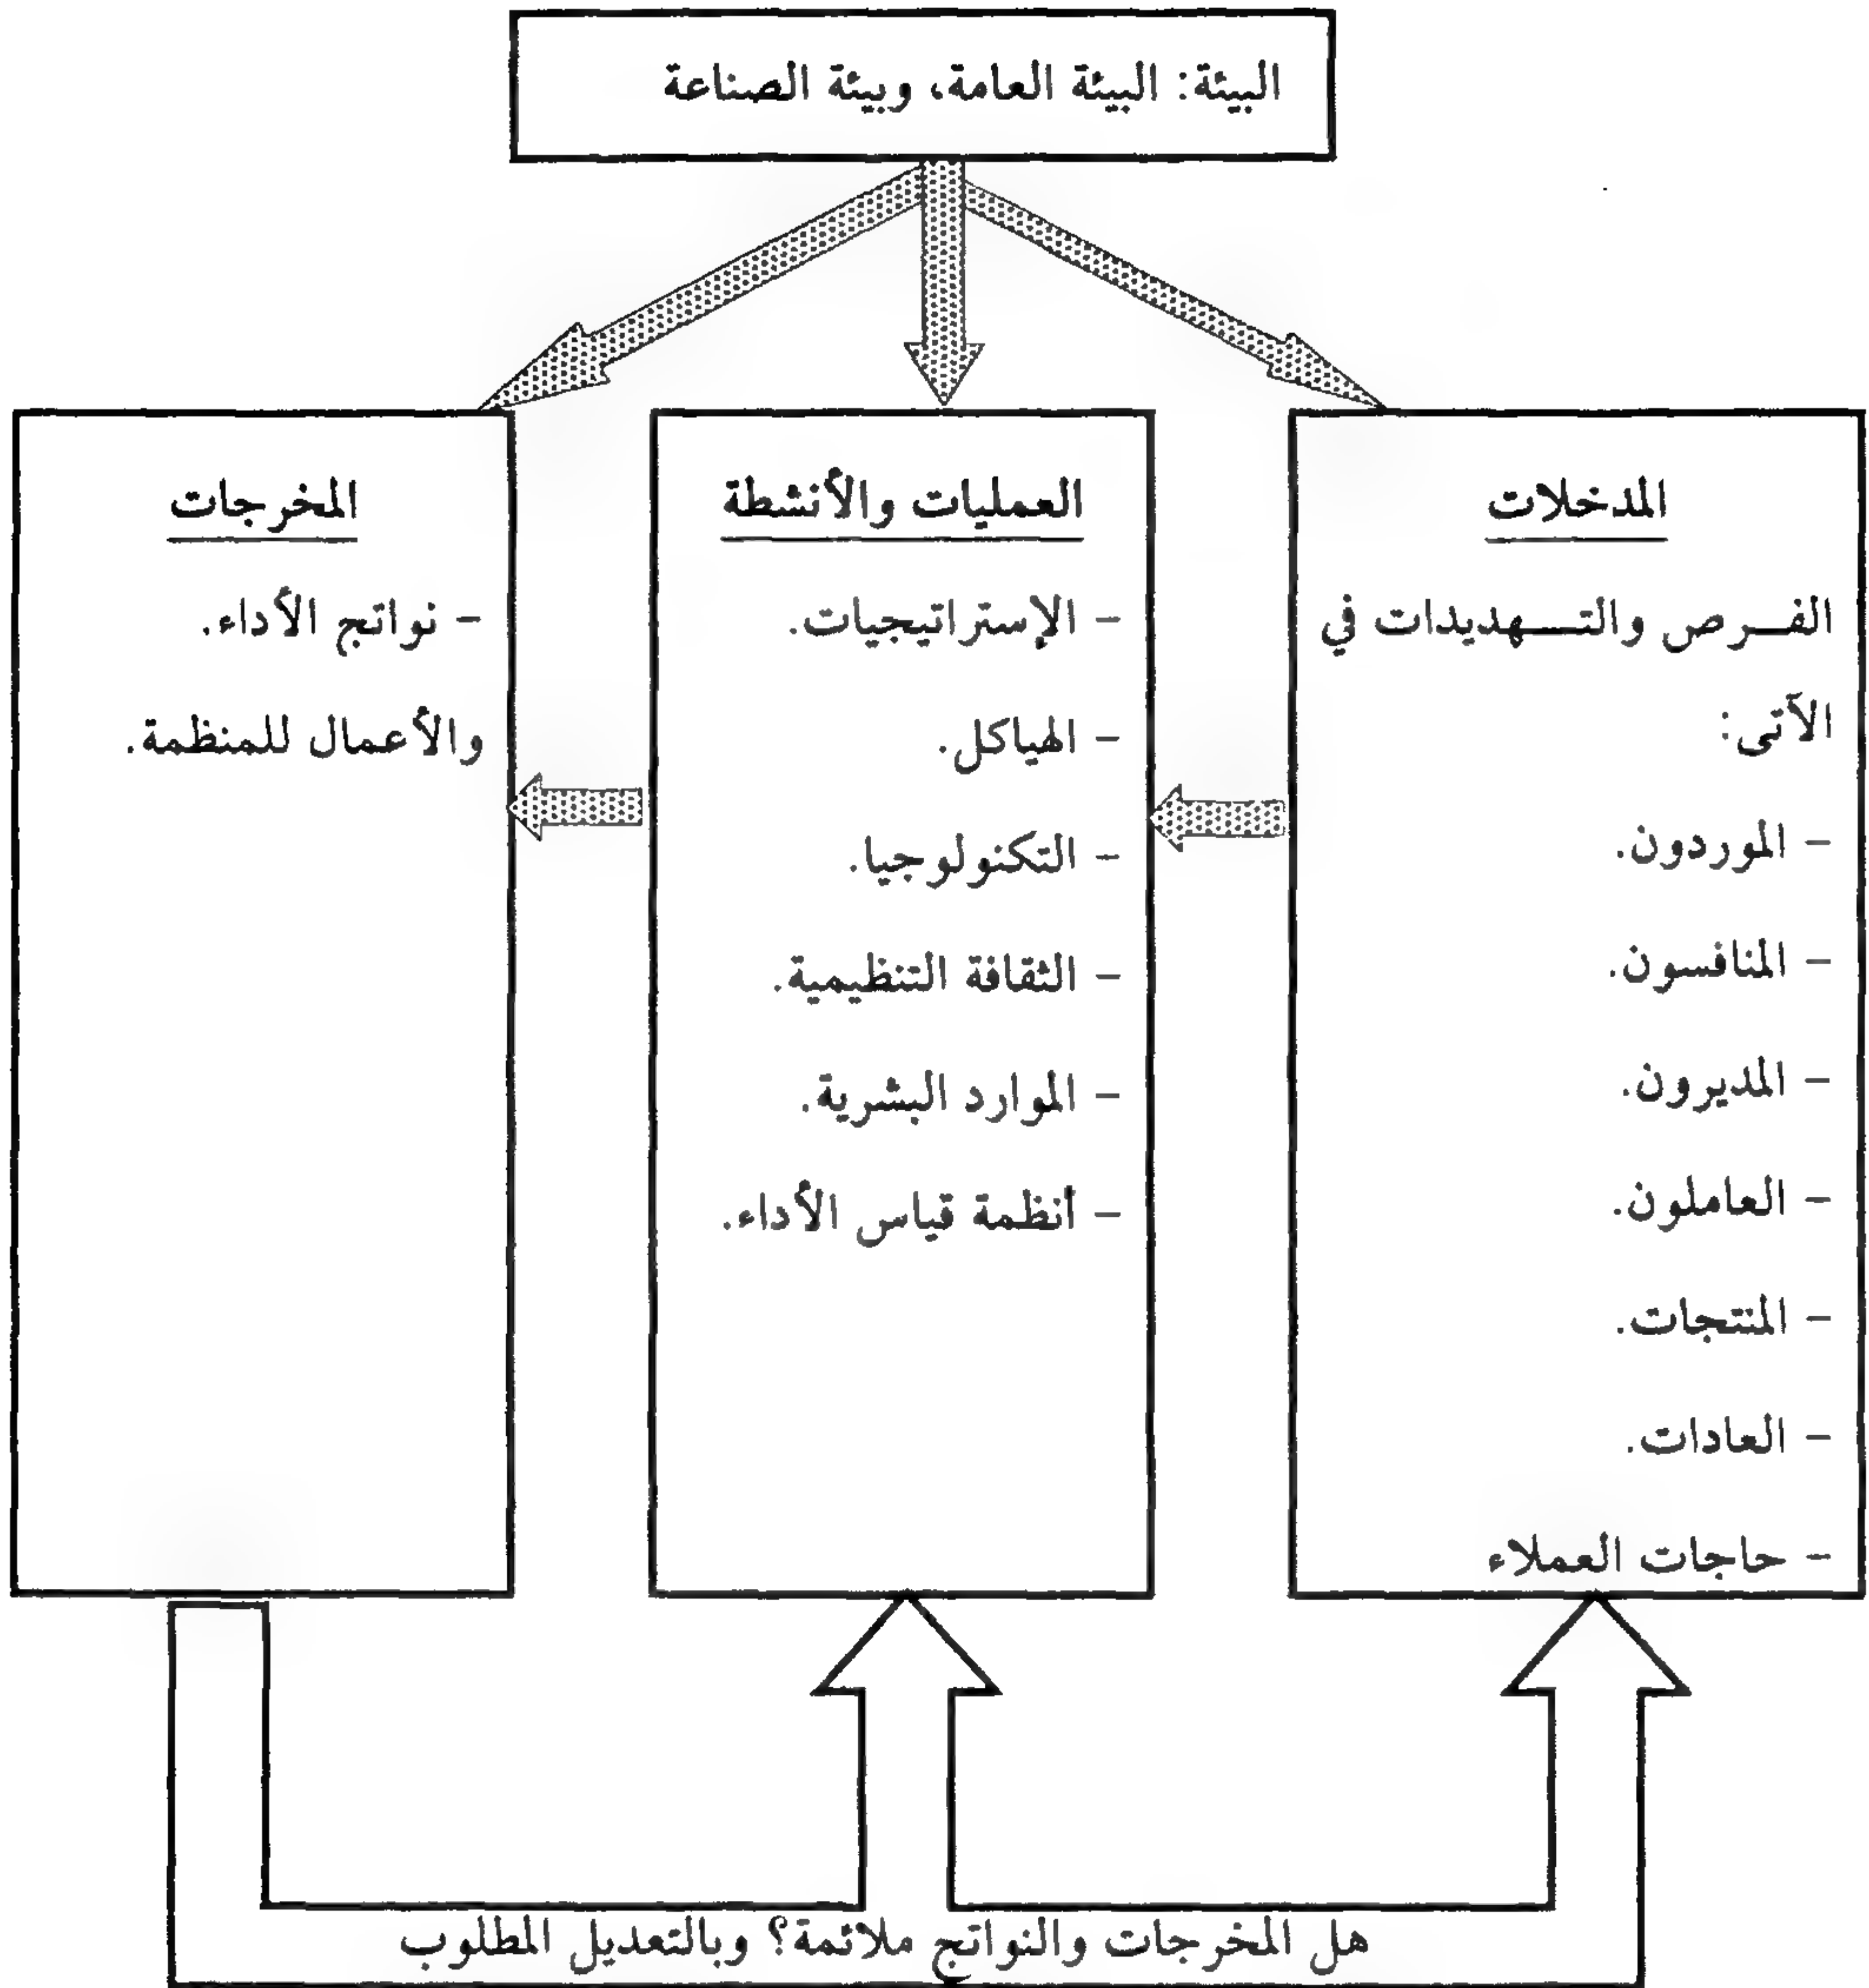 البيئة: البيئة العامة، وبيئة الصناعة
المدخلات
الفرص والتهديدات في
الآتى:
– الموردون.
– المنافسون.
– المديرون.
– العاملون.
– المنتجات.
– العادات.
– حاجات العملاء
العمليات والأنشطة
– الإستراتيجيات.
– الهياكل.
– التكنولوجيا.
– الثقافة التنظيمية.
– الموارد البشرية.
– أنظمة قياس الأداء.
المخرجات
– نواتج الأداء.
والأعمال للمنظمة.
هل المخرجات والنواتج ملائمة؟ وبالتعديل المطلوب